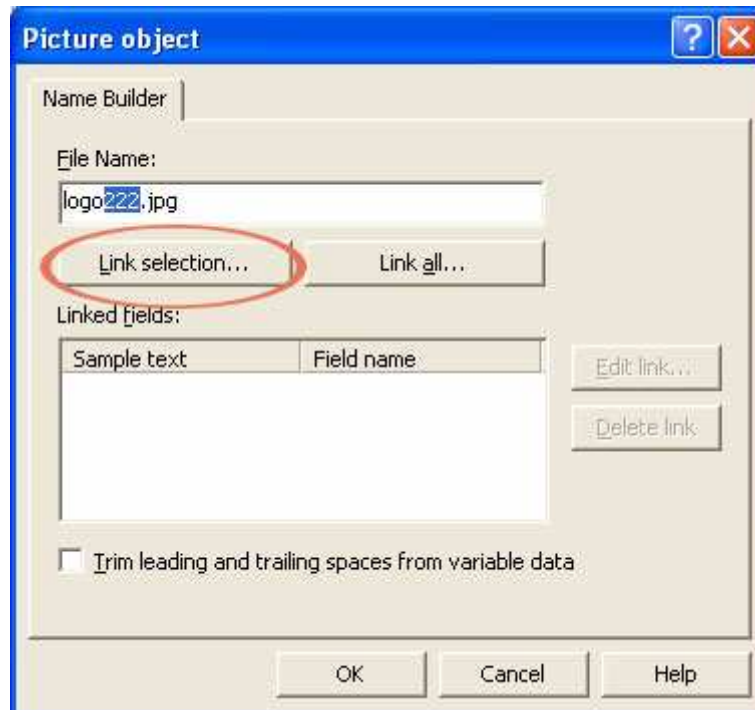 Picture object
Name Builder
File Name:
logo222.jpg
Link selection... Link all...
Linked fields:
Sample text Field name
Edit link...
Delete link
Trim leading and trailing spaces from variable data
OK Cancel Help